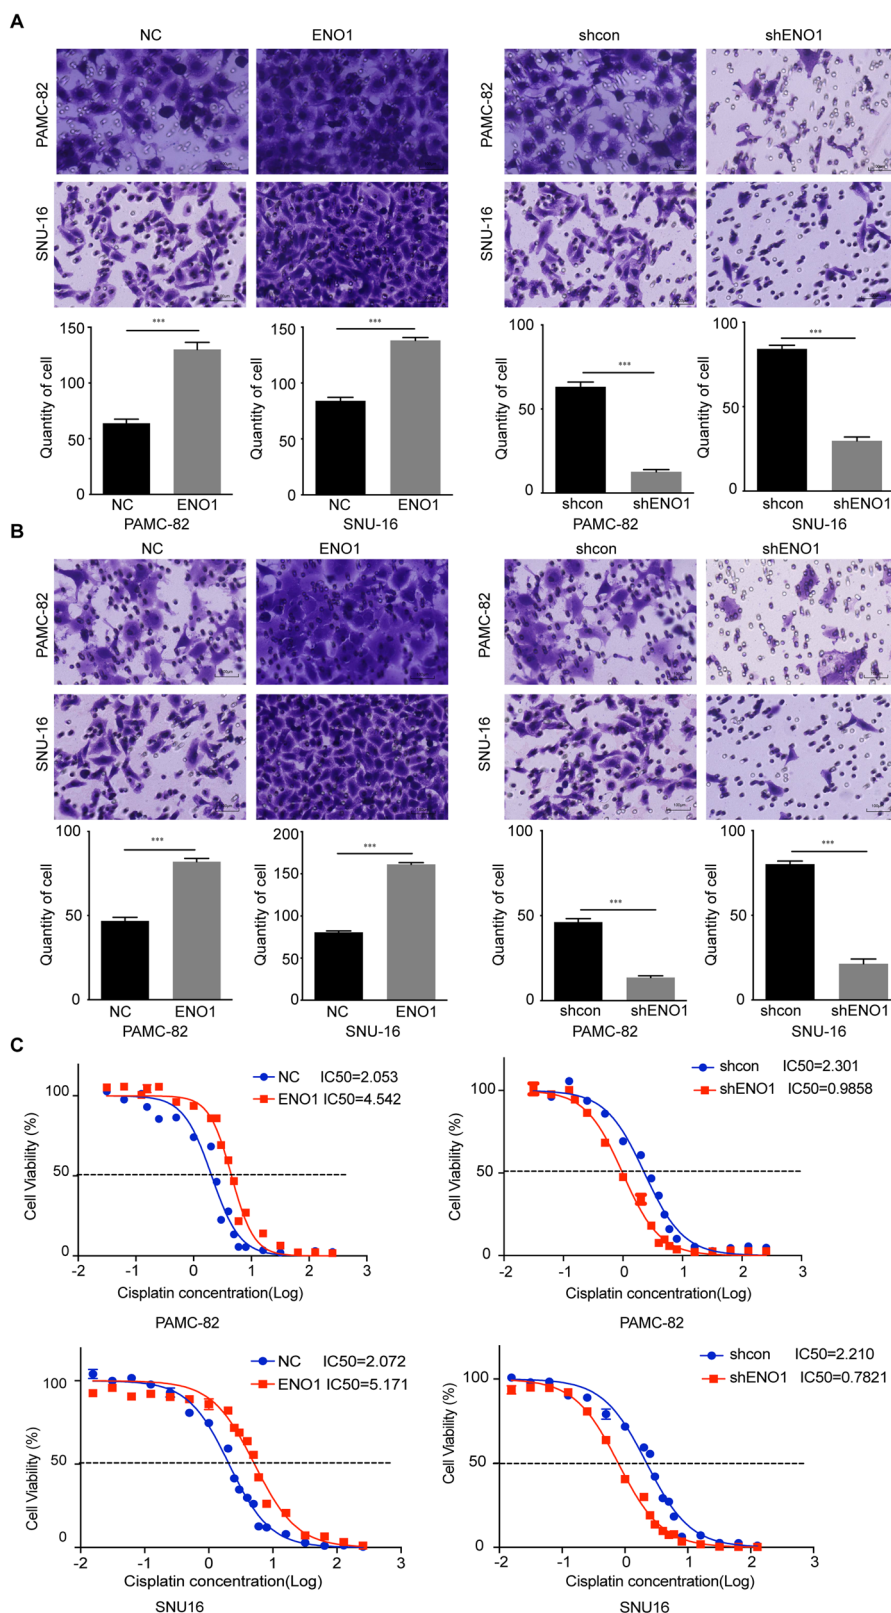 A
NC ENO1 shcon shENO1
PAMC-82 PAMC-82
SNU-16 SNU-16
Quantity of cell
150
100
50
0
***
NC ENO1
PAMC-82
Quantity of cell
150
100
50
0
***
NC ENO1
SNU-16
Quantity of cell
100
50
0
***
shcon shENO1
PAMC-82
Quantity of cell
100
50
0
***
shcon shENO1
SNU-16
B
NC ENO1 shcon shENO1
PAMC-82 PAMC-82
SNU-16 SNU-16
100μm
Quantity of cell
100
50
0
***
NC ENO1
PAMC-82
Quantity of cell
200
150
100
50
0
***
NC ENO1
SNU-16
Quantity of cell
100
50
0
***
shcon shENO1
PAMC-82
Quantity of cell
100
50
0
***
shcon shENO1
SNU-16
C
NC IC50=2.053
ENO1 IC50=4.542
Cell Viability (%)
100
50
0
-2 -1 0 1 2 3
Cisplatin concentration(Log)
PAMC-82
shcon IC50=2.301
shENO1 IC50=0.9858
Cell Viability (%)
100
50
0
-2 -1 0 1 2 3
Cisplatin concentration(Log)
PAMC-82
NC IC50=2.072
ENO1 IC50=5.171
Cell Viability (%)
100
50
0
-2 -1 0 1 2 3
Cisplatin concentration(Log)
SNU16
shcon IC50=2.210
shENO1 IC50=0.7821
Cell Viability (%)
100
50
0
-2 -1 0 1 2 3
Cisplatin concentration(Log)
SNU16